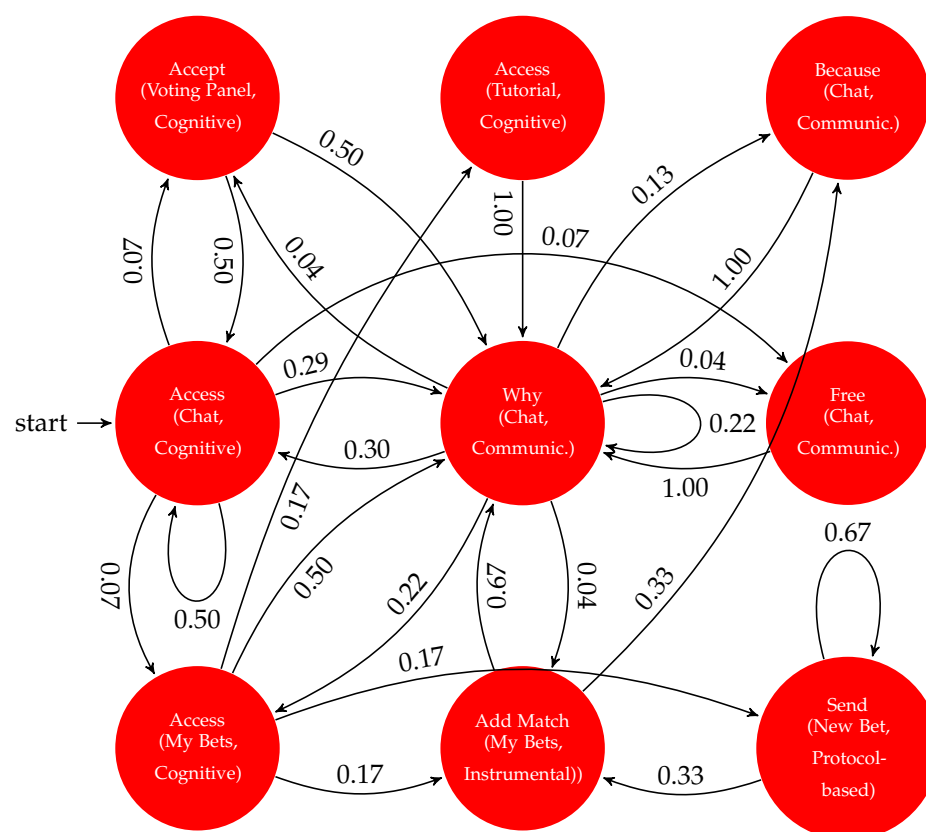 Accept
(Voting Panel,
Cognitive)
Access
(Tutorial,
Cognitive)
Because
(Chat,
Communic.)
0.50
0.13
1.00
0.07
0.07
0.50
0.04
1.00
start
Access
(Chat,
Cognitive)
0.29
Why
(Chat,
Communic.)
0.04
0.22
Free
(Chat,
Communic.)
0.30
1.00
0.17
0.07
0.50
0.50
0.22
0.67
0.04
0.33
0.67
0.17
Access
(My Bets,
Cognitive)
Add Match
(My Bets,
Instrumental))
Send
(New Bet,
Protocol-
based)
0.17
0.33